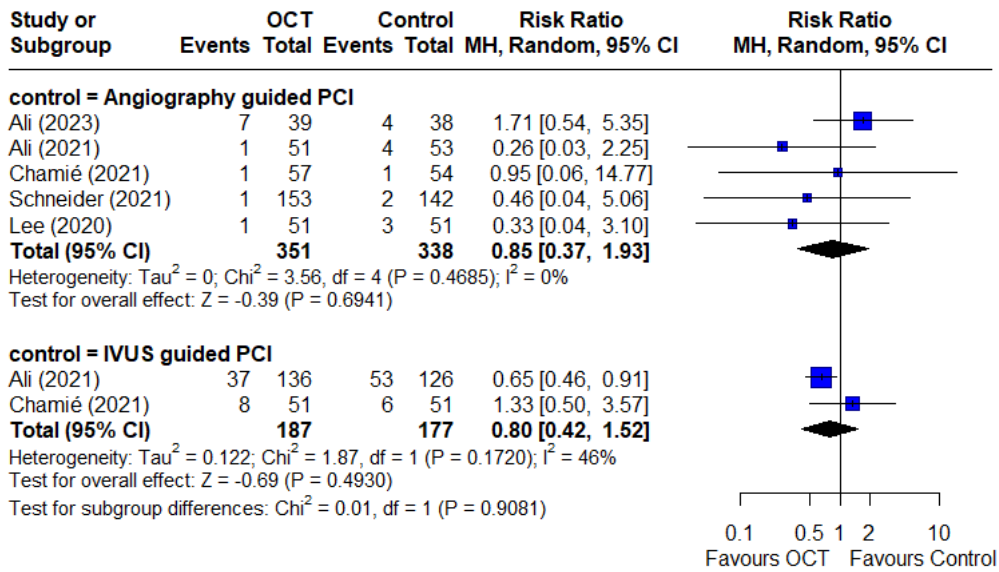 Study or OCT Control Risk Ratio Risk Ratio
Subgroup Events Total Events Total MH, Random, 95% CI MH, Random, 95% CI
control = Angiography guided PCI
Ali (2023) 7 39 4 38 1.71 [0.54, 5.35]
Ali (2021) 1 51 4 53 0.26 [0.03, 2.25]
Chamié (2021) 1 57 1 54 0.95 [0.06, 14.77]
Schneider (2021) 1 153 2 142 0.46 [0.04, 5.06]
Lee (2020) 1 51 3 51 0.33 [0.04, 3.10]
Total (95% CI) 351 338 0.85 [0.37, 1.93]
Heterogeneity: Tau² = 0; Chi² = 3.56, df = 4 (P = 0.4685); I² = 0%
Test for overall effect: Z = -0.39 (P = 0.6941)
control = IVUS guided PCI
Ali (2021) 37 136 53 126 0.65 [0.46, 0.91]
Chamié (2021) 8 51 6 51 1.33 [0.50, 3.57]
Total (95% CI) 187 177 0.80 [0.42, 1.52]
Heterogeneity: Tau² = 0.122; Chi² = 1.87, df = 1 (P = 0.1720); I² = 46%
Test for overall effect: Z = -0.69 (P = 0.4930)
Test for subgroup differences: Chi² = 0.01, df = 1 (P = 0.9081)
0.1 0.5 1 2 10
Favours OCT Favours Control